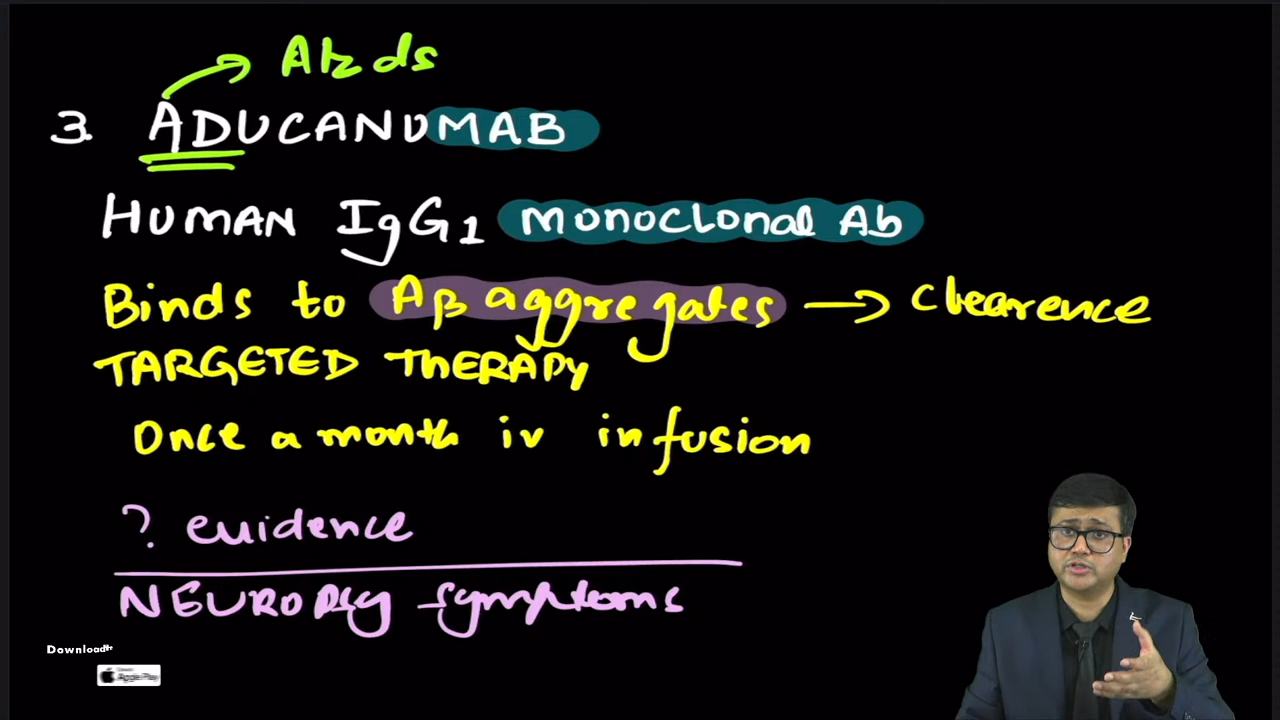 Alz ds
3. ADUCANUMAB
HUMAN IgG1 monoclonal Ab
Binds to Aβ aggregates → Clearence
TARGETED THERAPY
Once a month iv infusion
? evidence
NEUROPSY symptoms
Download